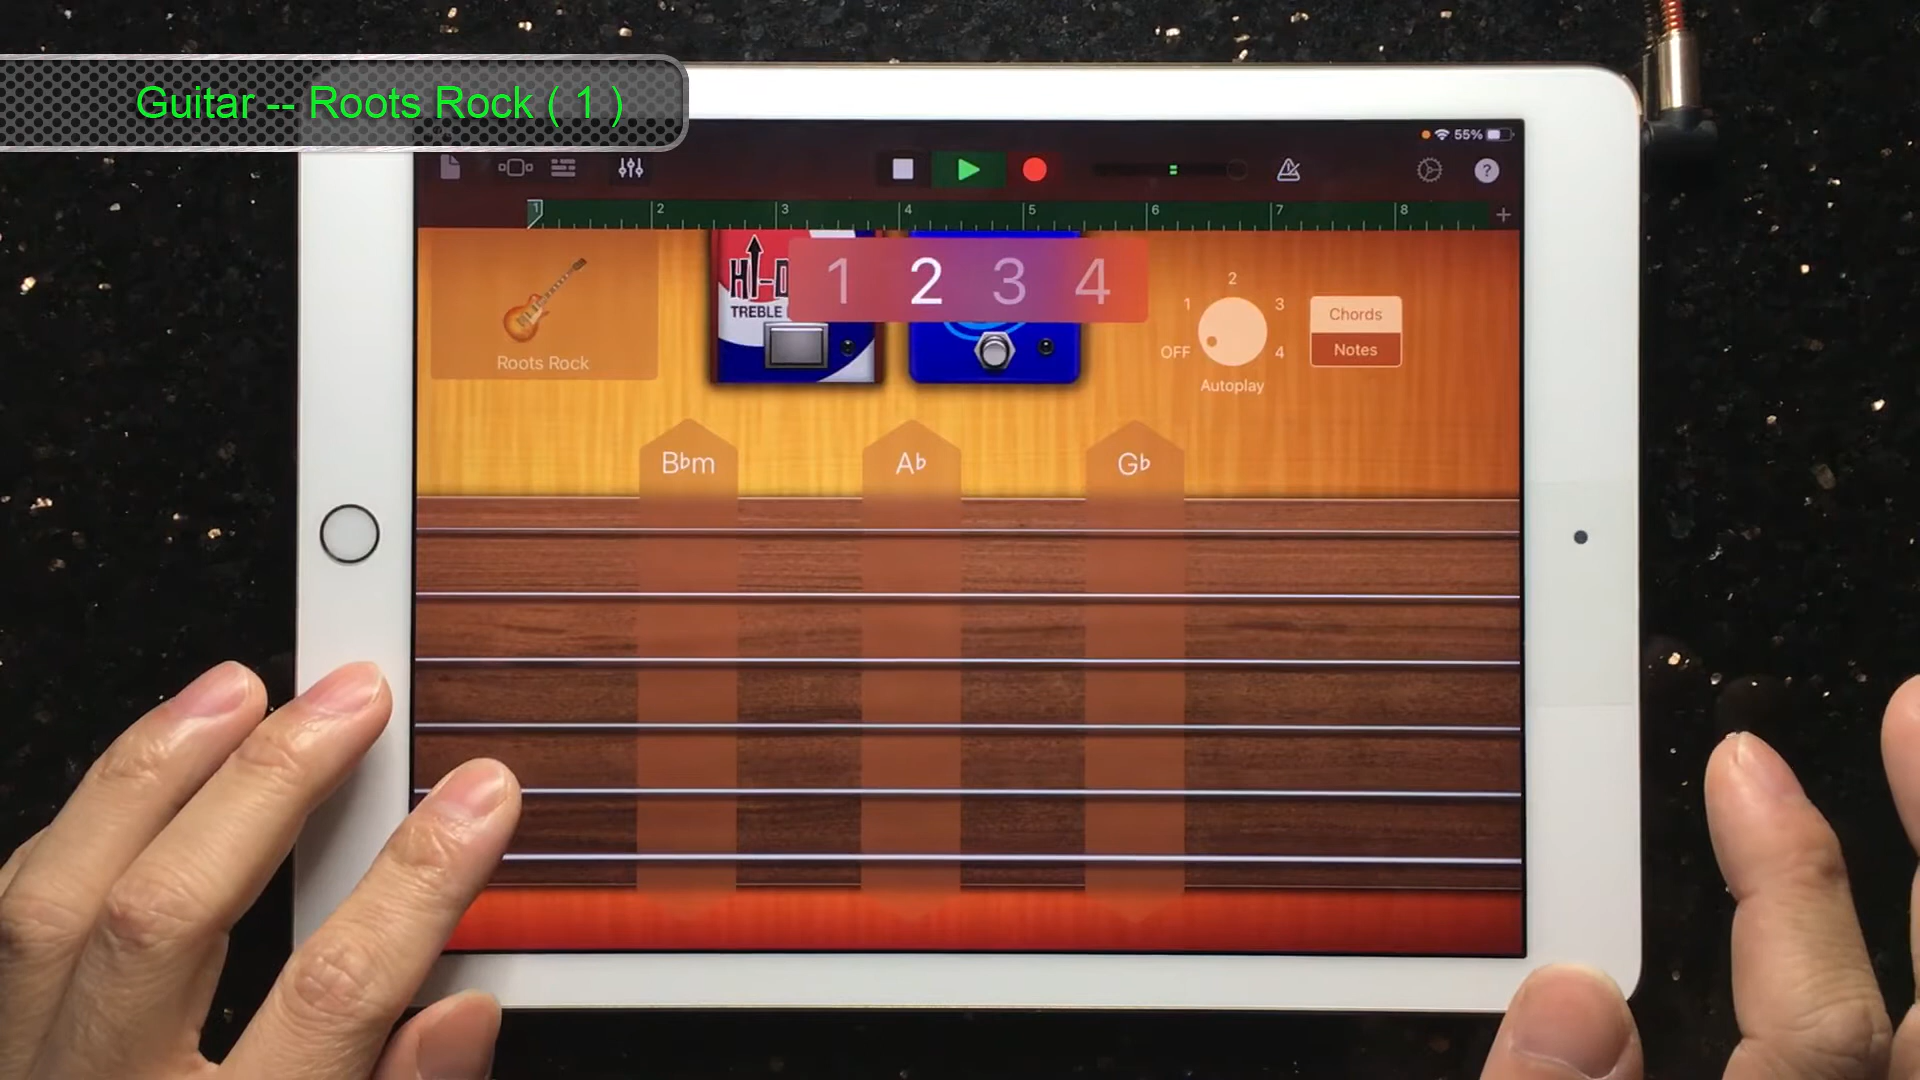 Guitar -- Roots Rock ( 1 )
55%
?
1 2 3 4 5 6 7 8 +
HI-
TREBLE
1 2 3 4
Roots Rock
OFF 1 2 3 4
Autoplay
Chords
Notes
B♭m
A♭
G♭